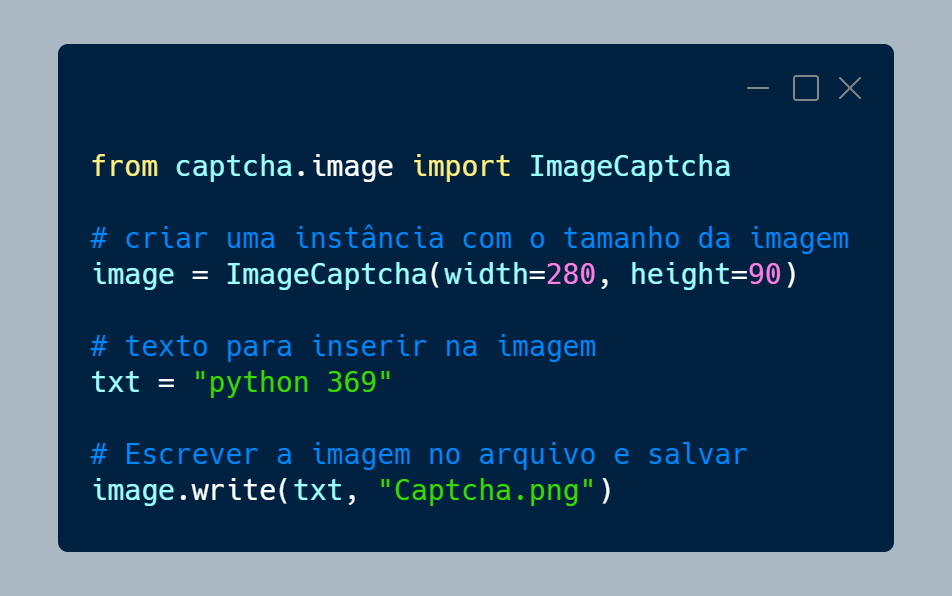 from captcha.image import ImageCaptcha
# criar uma instância com o tamanho da imagem
image = ImageCaptcha(width=280, height=90)
# texto para inserir na imagem
txt = "python 369"
# Escrever a imagem no arquivo e salvar
image.write(txt, "Captcha.png")